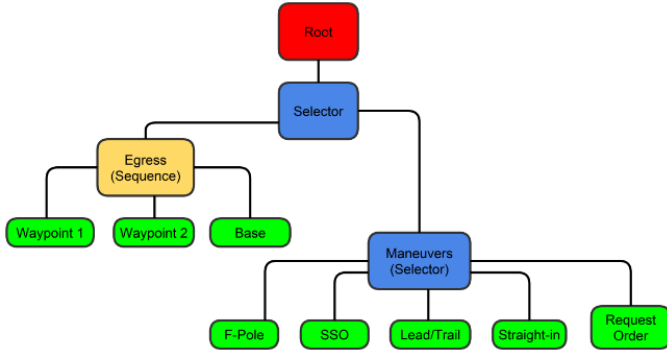 Root
Selector
Egress
(Sequence)
Waypoint 1
Waypoint 2
Base
Maneuvers
(Selector)
F-Pole
SSO
Lead/Trail
Straight-in
Request
Order